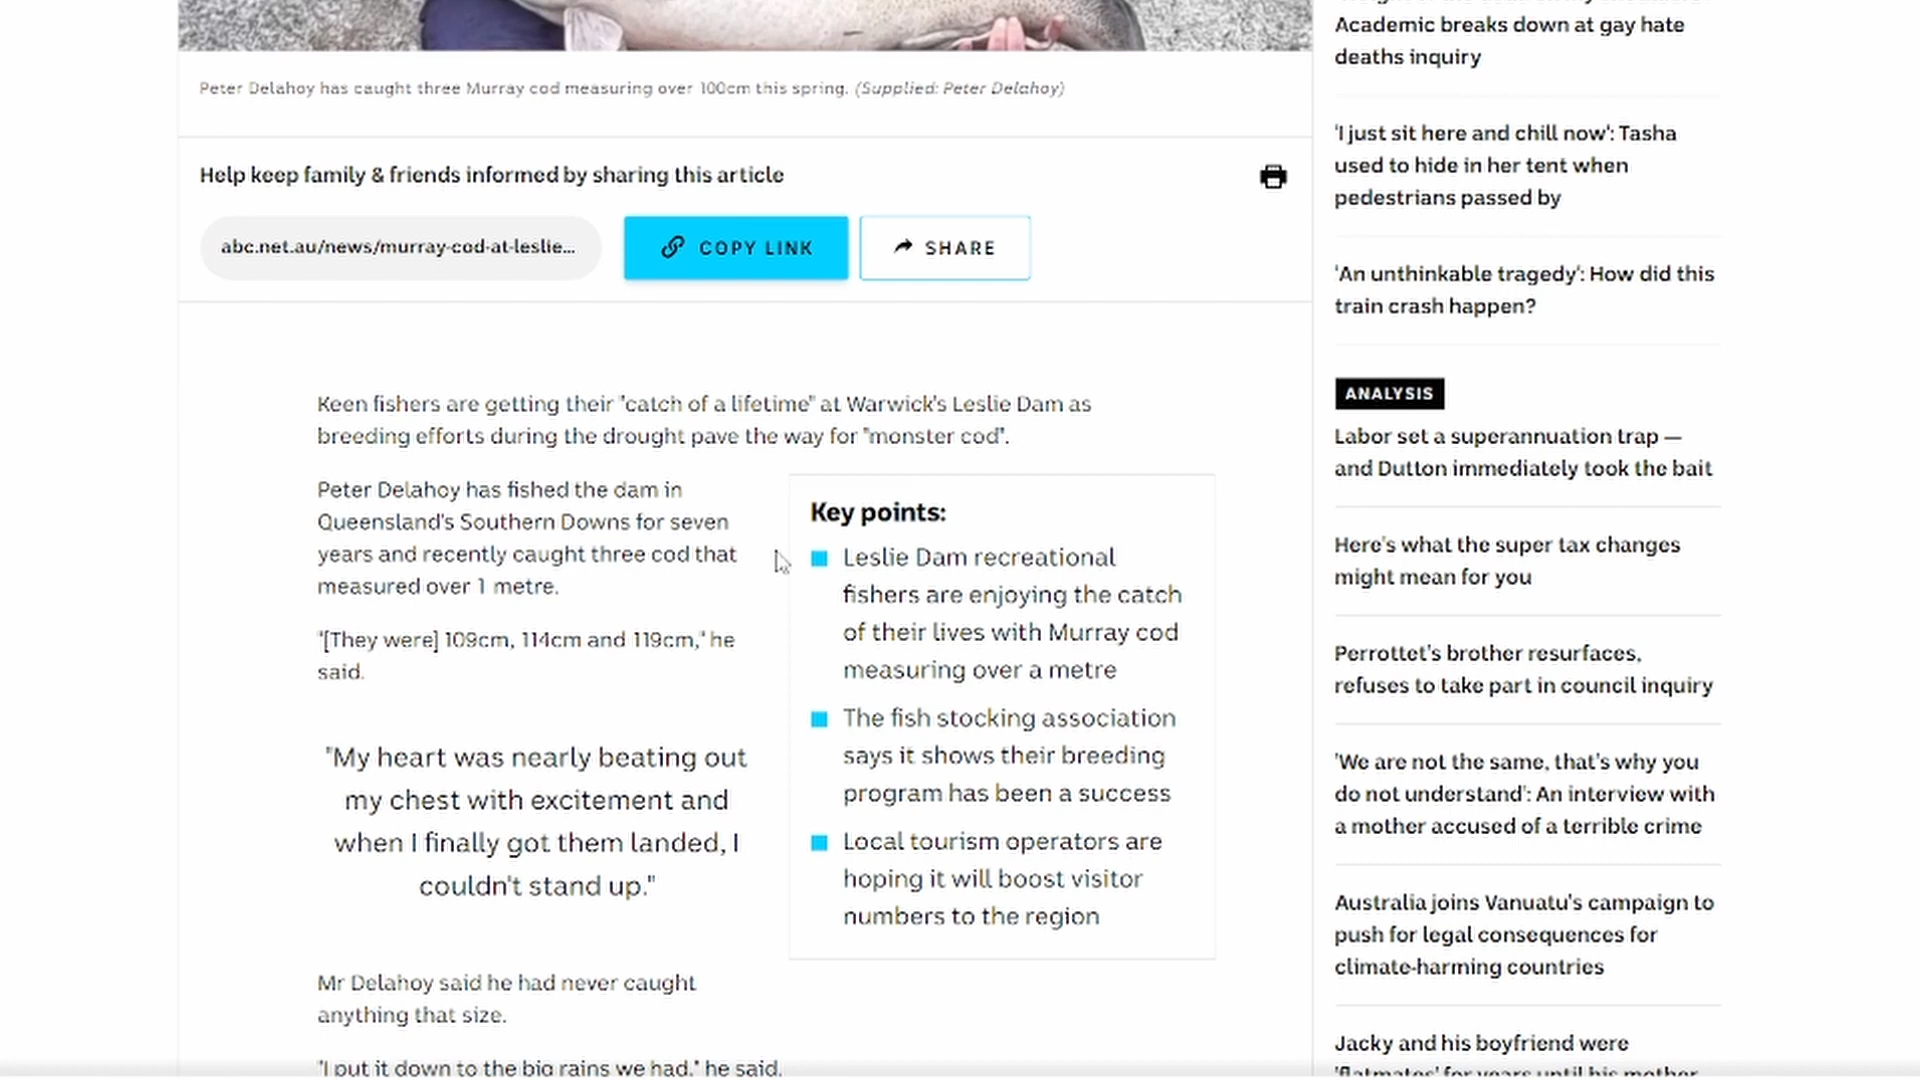 Peter Delahoy has caught three Murray cod measuring over 100cm this spring. (Supplied: Peter Delahoy)
Help keep family & friends informed by sharing this article
abc.net.au/news/murray-cod-at-leslie...
COPY LINK
SHARE
Keen fishers are getting their "catch of a lifetime" at Warwick's Leslie Dam as
breeding efforts during the drought pave the way for "monster cod".
Peter Delahoy has fished the dam in
Queensland's Southern Downs for seven
years and recently caught three cod that
measured over 1 metre.
"[They were] 109cm, 114cm and 119cm," he
said.
"My heart was nearly beating out
my chest with excitement and
when I finally got them landed, I
couldn't stand up."
Mr Delahoy said he had never caught
anything that size.
"I put it down to the big rains we had," he said.
Key points:
Leslie Dam recreational
fishers are enjoying the catch
of their lives with Murray cod
measuring over a metre
The fish stocking association
says it shows their breeding
program has been a success
Local tourism operators are
hoping it will boost visitor
numbers to the region
Academic breaks down at gay hate
deaths inquiry
'I just sit here and chill now': Tasha
used to hide in her tent when
pedestrians passed by
'An unthinkable tragedy': How did this
train crash happen?
ANALYSIS
Labor set a superannuation trap —
and Dutton immediately took the bait
Here's what the super tax changes
might mean for you
Perrottet's brother resurfaces,
refuses to take part in council inquiry
'We are not the same, that's why you
do not understand': An interview with
a mother accused of a terrible crime
Australia joins Vanuatu's campaign to
push for legal consequences for
climate-harming countries
Jacky and his boyfriend were
'flatmates' for years until his mother